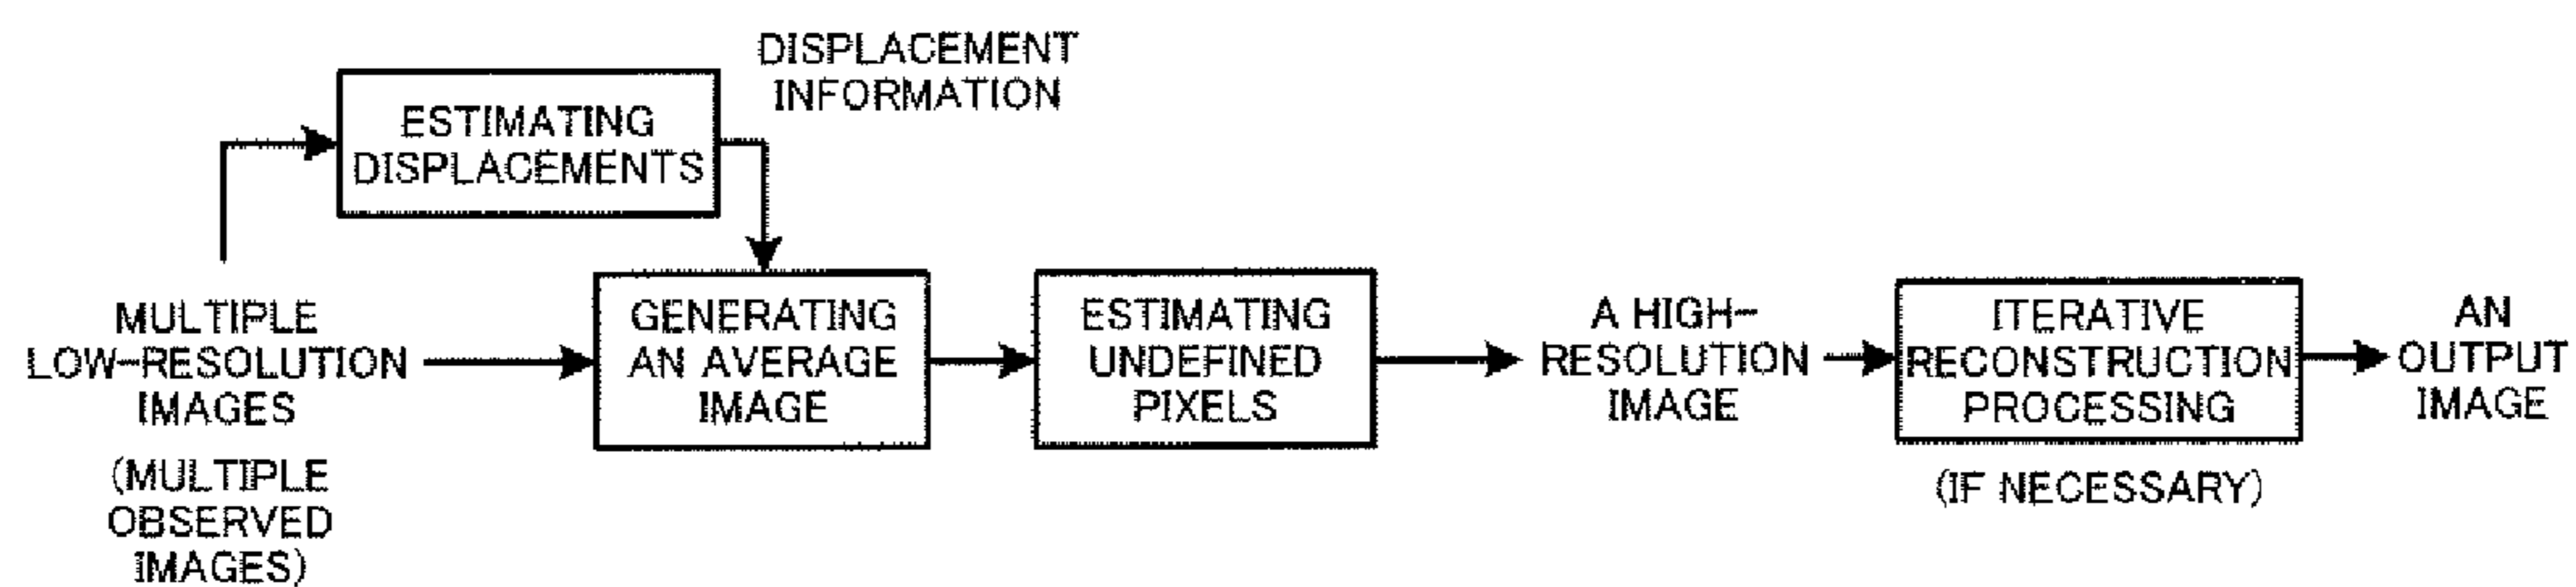 DISPLACEMENT
INFORMATION
ESTIMATING
DISPLACEMENTS
MULTIPLE
LOW-RESOLUTION
IMAGES
(MULTIPLE
OBSERVED
IMAGES)
GENERATING
AN AVERAGE
IMAGE
ESTIMATING
UNDEFINED
PIXELS
A HIGH-
RESOLUTION
IMAGE
ITERATIVE
RECONSTRUCTION
PROCESSING
(IF NECESSARY)
AN
OUTPUT
IMAGE